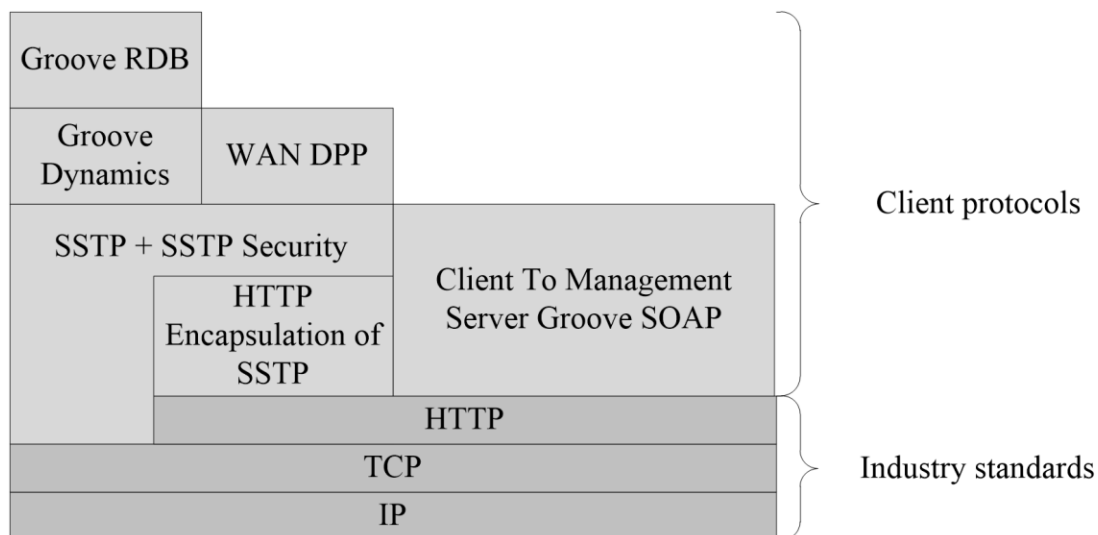 Groove RDB
Groove
Dynamics
WAN DPP
SSTP + SSTP Security
HTTP
Encapsulation of
SSTP
Client To Management
Server Groove SOAP
HTTP
TCP
IP
Client protocols
Industry standards